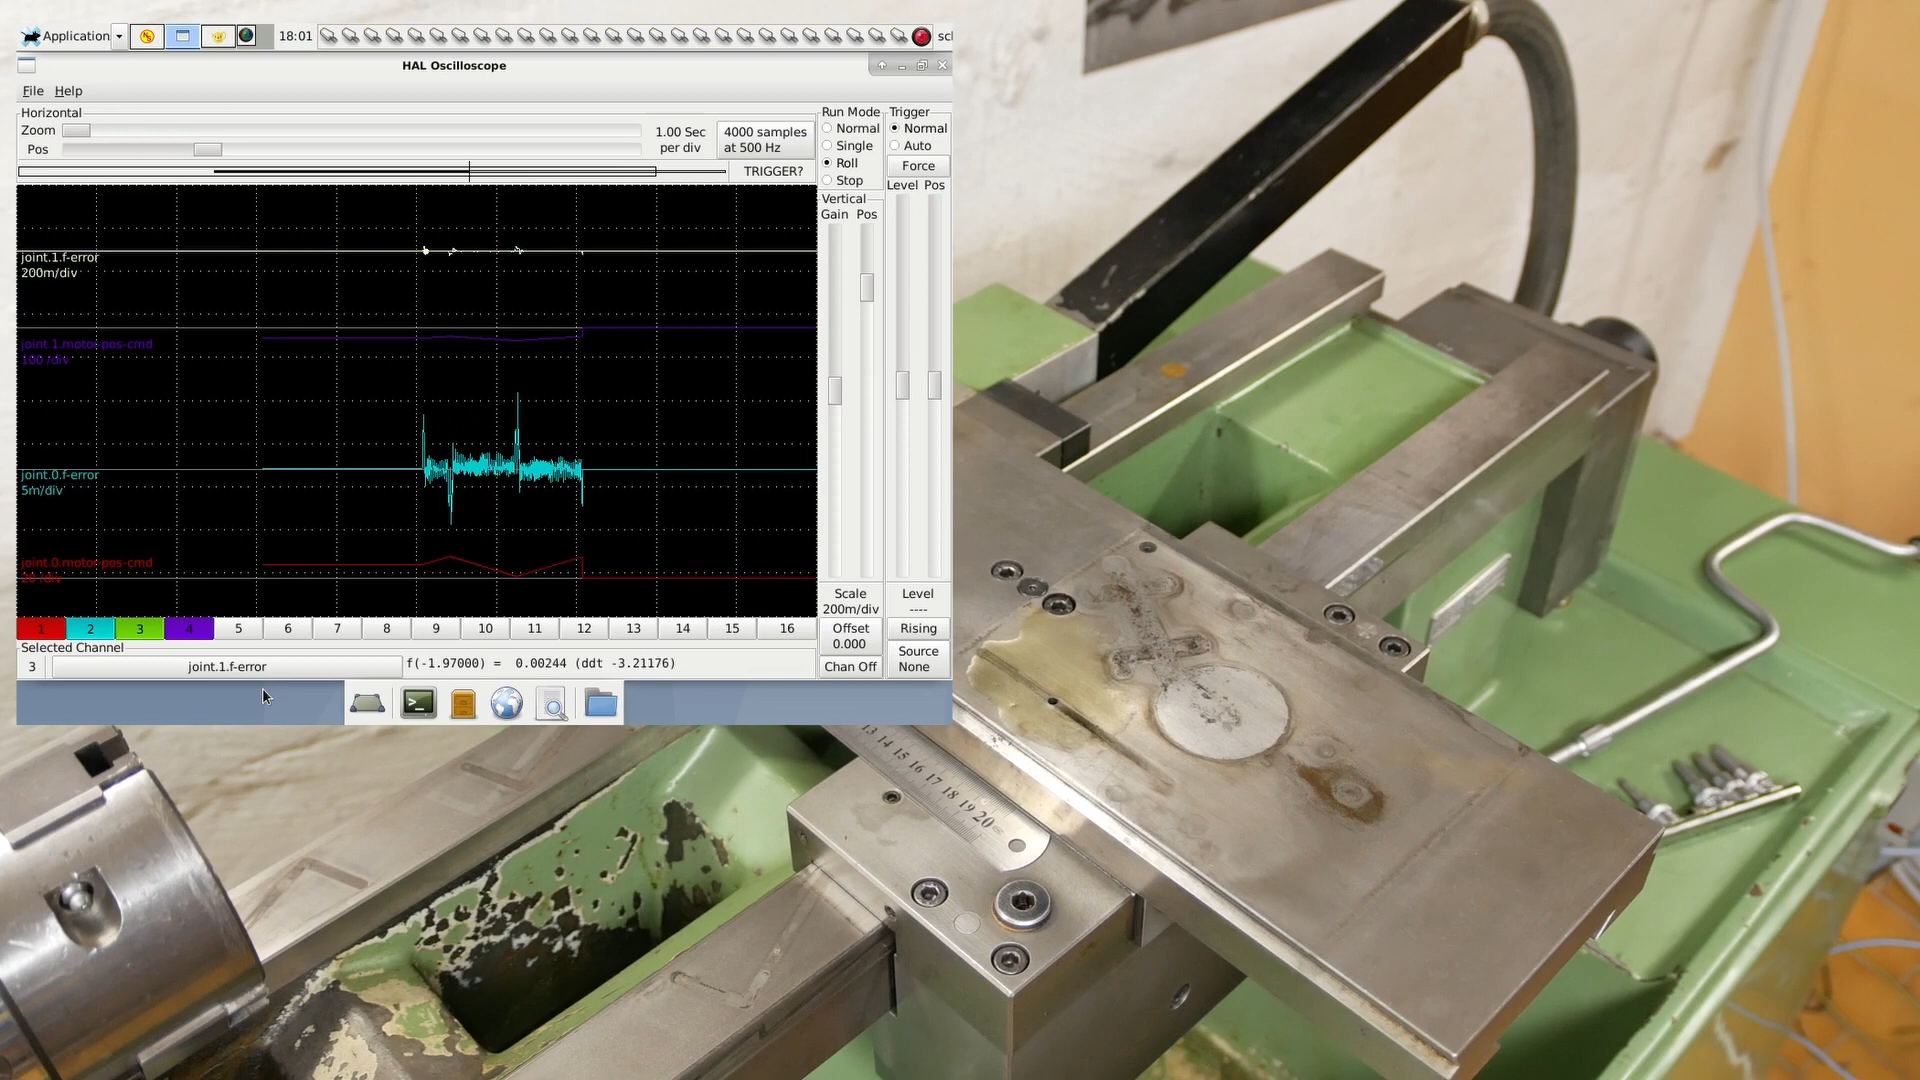 Application 18:01
HAL Oscilloscope
File Help
Horizontal
Zoom
Pos
1.00 Sec
per div
4000 samples
at 500 Hz
TRIGGER?
Run Mode
Normal
Single
Roll
Stop
Trigger
Normal
Auto
Force
Level Pos
Vertical
Gain Pos
joint.1.f-error
200m/div
joint.1.motor-pos-cmd
100 /div
joint.0.f-error
5m/div
joint.0.motor-pos-cmd
20 /div
Scale
200m/div
Offset
0.000
Chan Off
Level
----
Rising
Source
None
1 2 3 4 5 6 7 8 9 10 11 12 13 14 15 16
Selected Channel
3 joint.1.f-error f(-1.97000) = 0.00244 (ddt -3.21176)
13 14 15 16 17 18 19 20